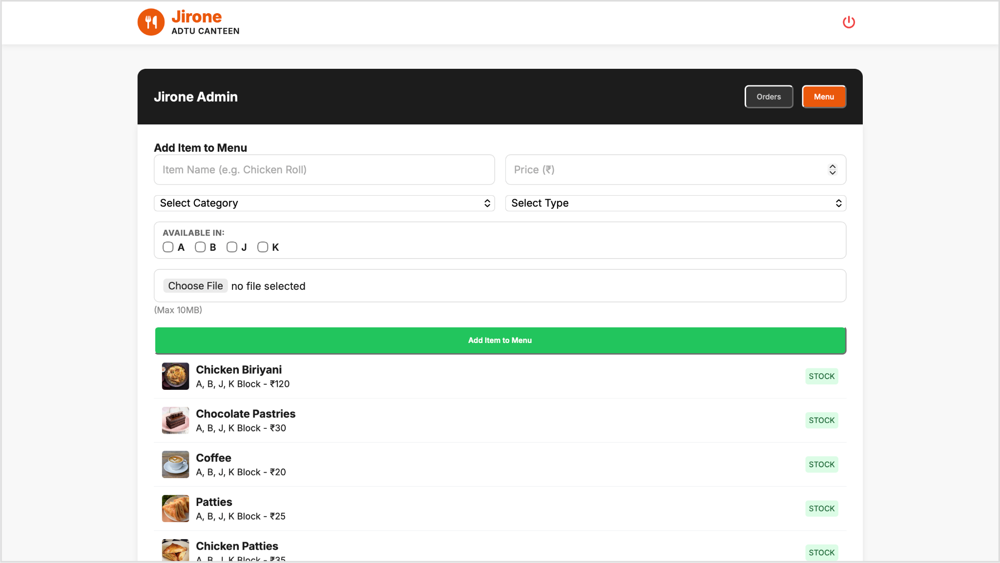 Jirone
ADTU CANTEEN
Jirone Admin
Orders
Menu
Add Item to Menu
Item Name (e.g. Chicken Roll)
Price (₹)
Select Category
Select Type
AVAILABLE IN:
A B J K
Choose File no file selected
(Max 10MB)
Add Item to Menu
Chicken Biriyani
A, B, J, K Block - ₹120
STOCK
Chocolate Pastries
A, B, J, K Block - ₹30
STOCK
Coffee
A, B, J, K Block - ₹20
STOCK
Patties
A, B, J, K Block - ₹25
STOCK
Chicken Patties
A, B, J, K Block - ₹35
STOCK